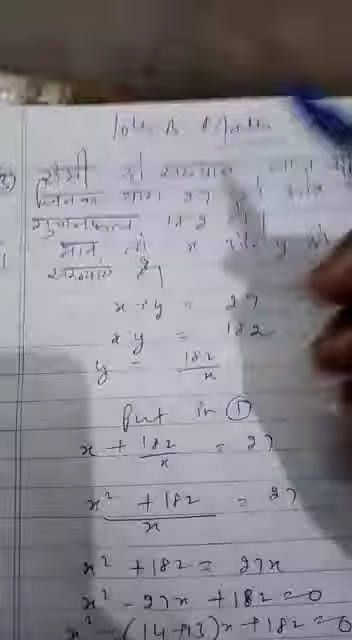 दो संख्याएँ
जिनका योग 27
गुणनफल 182 हो।
माना दो x और y दो
संख्याएँ हैं
x + y = 27
x y = 182
y = 182/x
Put in ①
x + 182/x = 27
x² + 182/x = 27
x² + 182 = 27x
x² - 27x + 182 = 0
x² - (14+13)x + 182 = 0